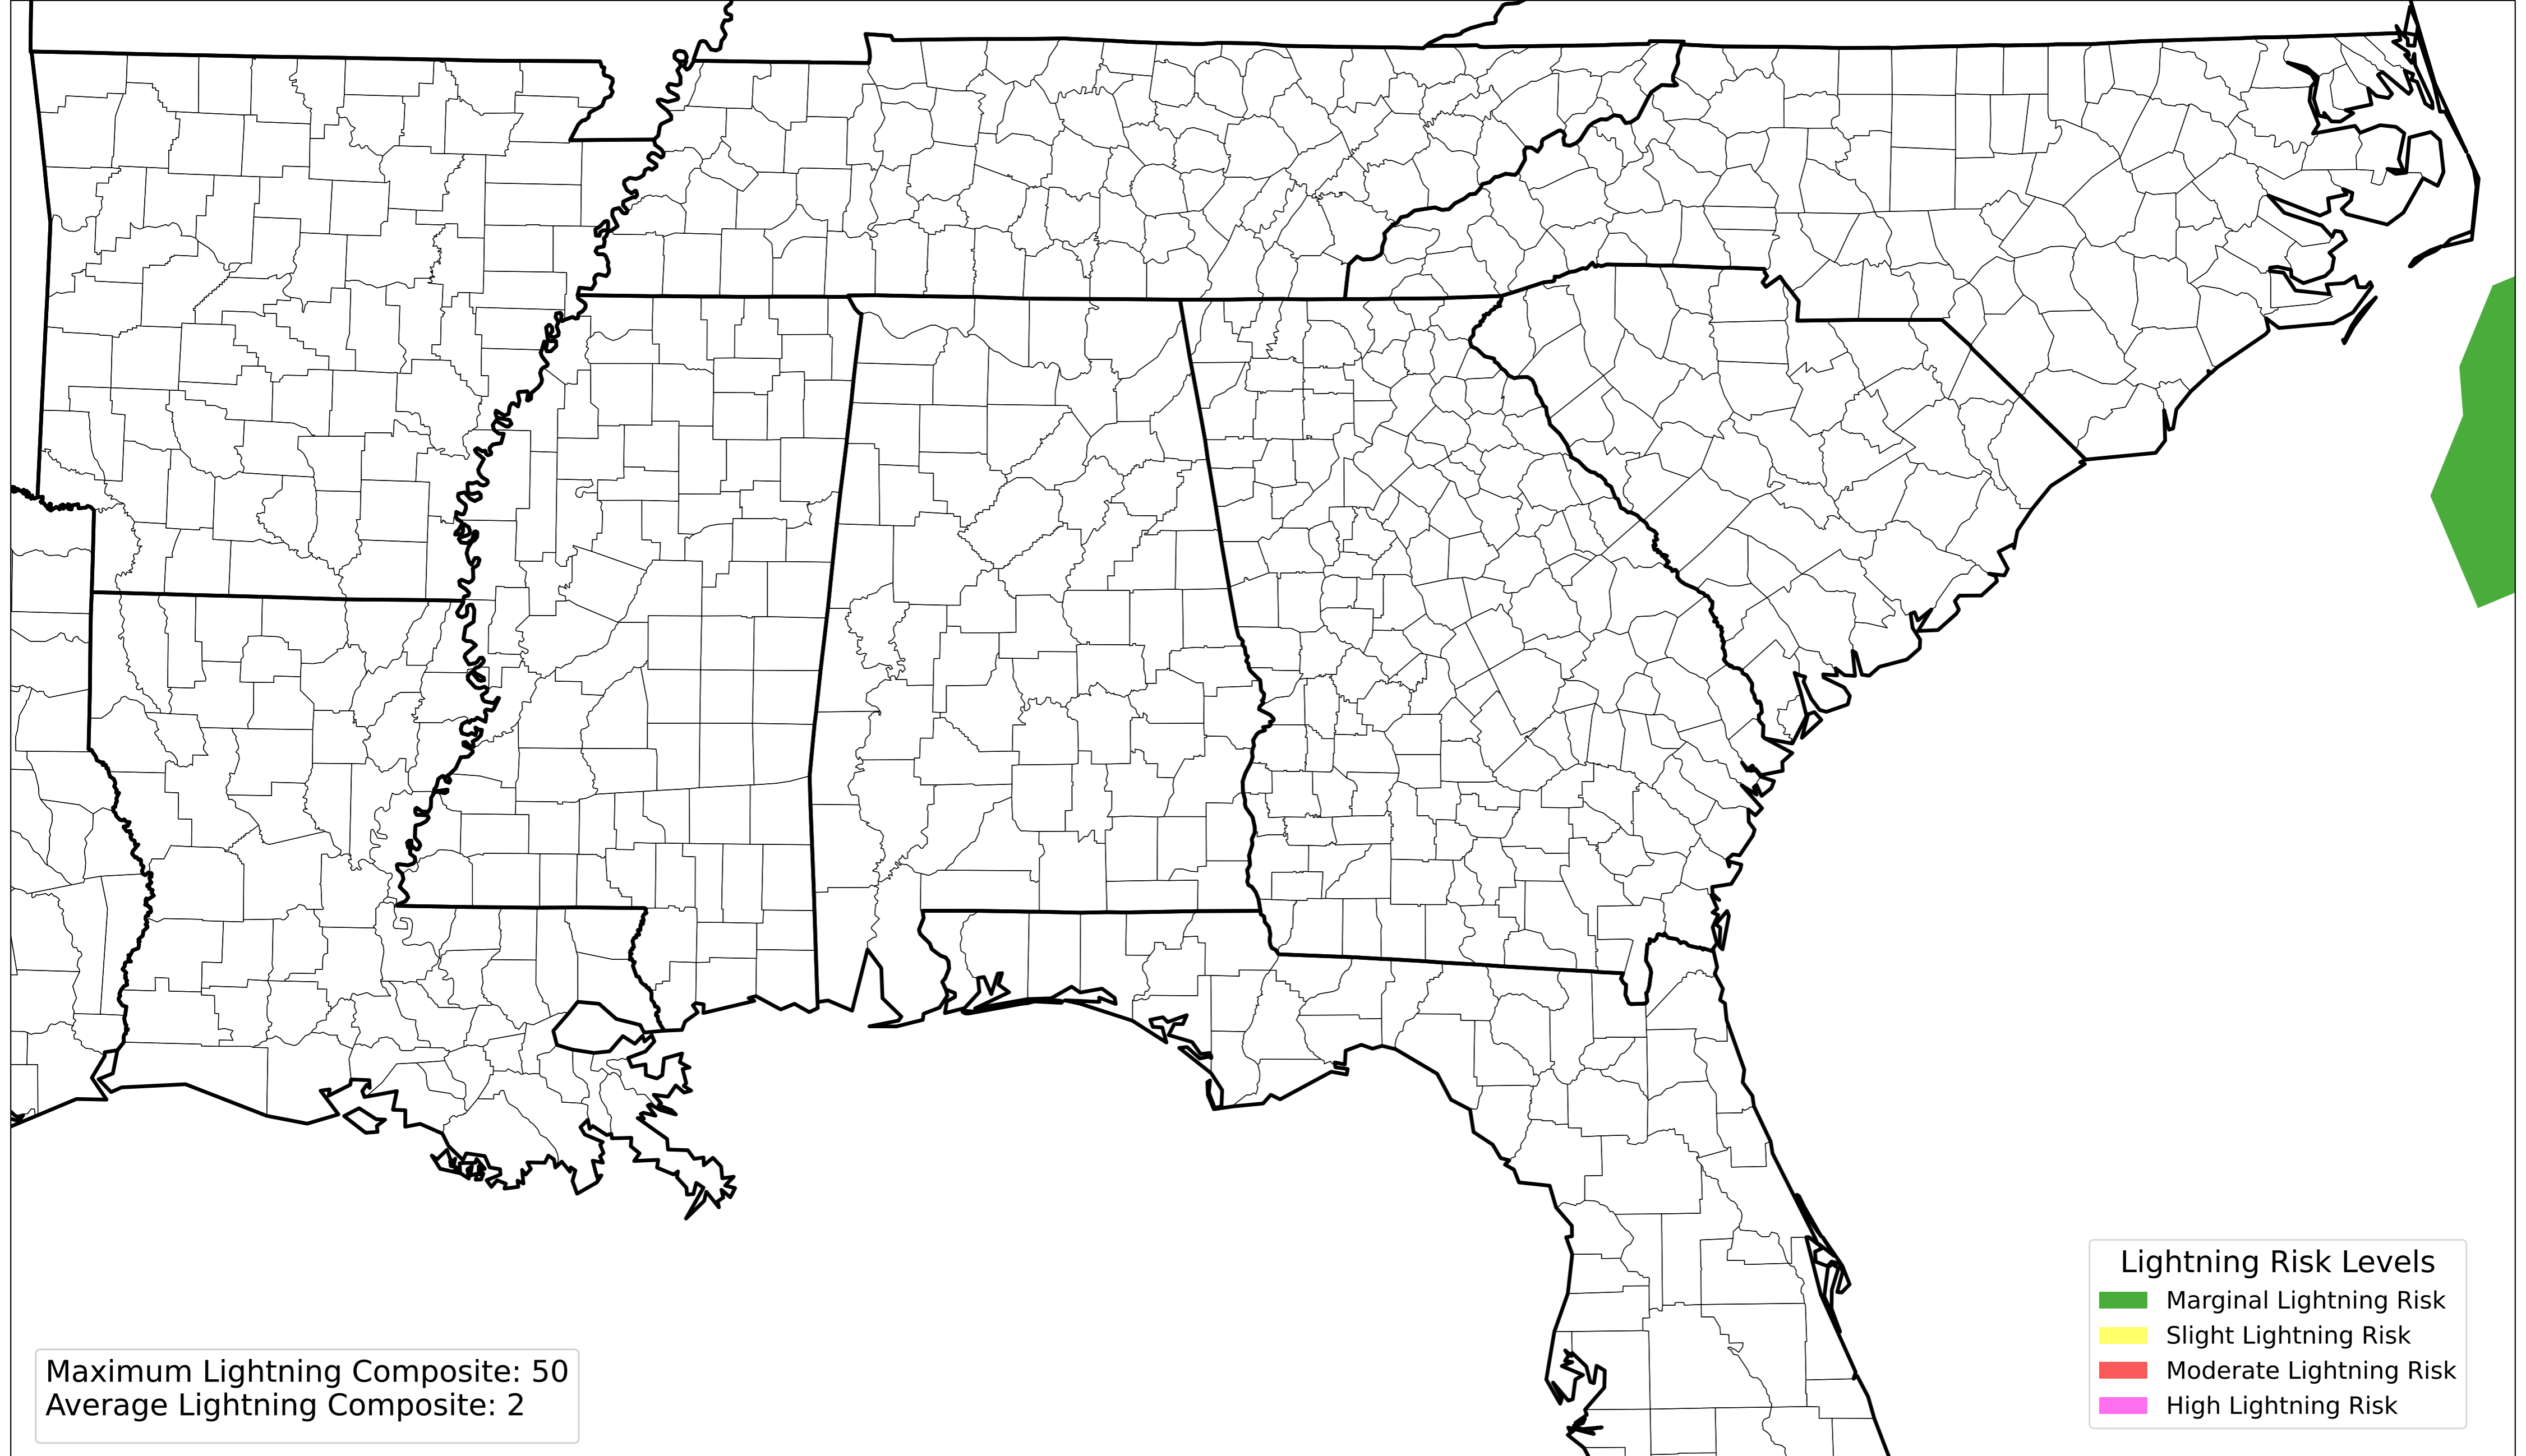 Lightning Risk Levels
Marginal Lightning Risk
Slight Lightning Risk
Moderate Lightning Risk
High Lightning Risk
Maximum Lightning Composite: 50
Average Lightning Composite: 2